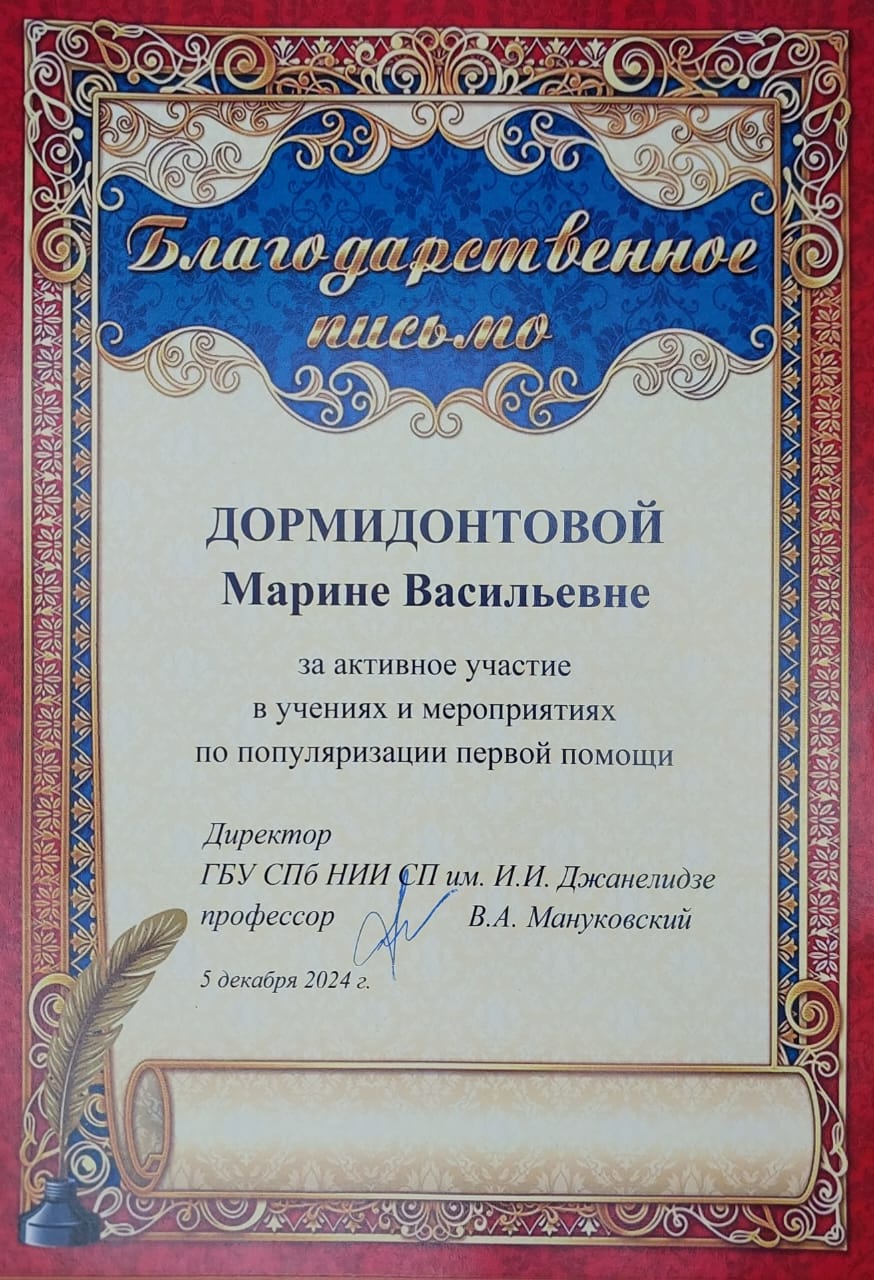 Благодарственное
письмо
ДОРМИДОНТОВОЙ
Марине Васильевне
за активное участие
в учениях и мероприятиях
по популяризации первой помощи
Директор
ГБУ СПб НИИ СП им. И.И. Джанелидзе
профессор В.А. Мануковский
5 декабря 2024 г.